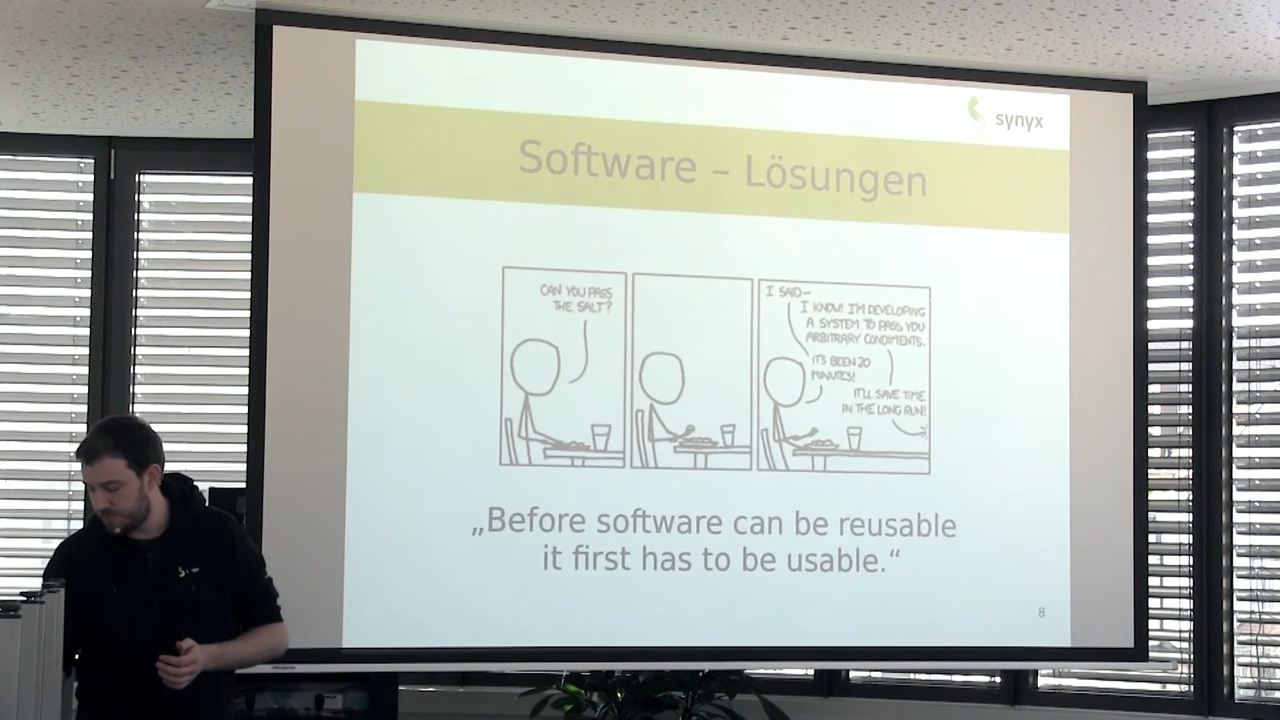 synyx
Software – Lösungen
CAN YOU PASS
THE SALT?
I SAID—
I KNOW! I'M DEVELOPING
A SYSTEM TO PASS YOU
ARBITRARY CONDIMENTS.
IT'S BEEN 20
MINUTES!
IT'LL SAVE TIME
IN THE LONG RUN!
„Before software can be reusable
it first has to be usable.“
8